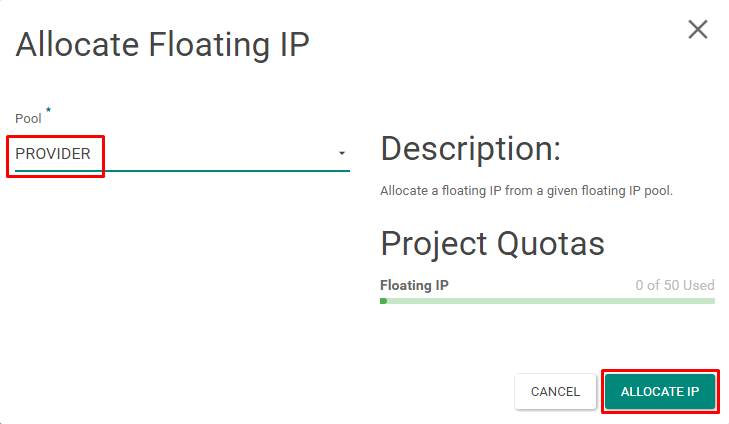 Allocate Floating IP
Pool *
PROVIDER
Description:
Allocate a floating IP from a given floating IP pool.
Project Quotas
Floating IP 0 of 50 Used
CANCEL ALLOCATE IP